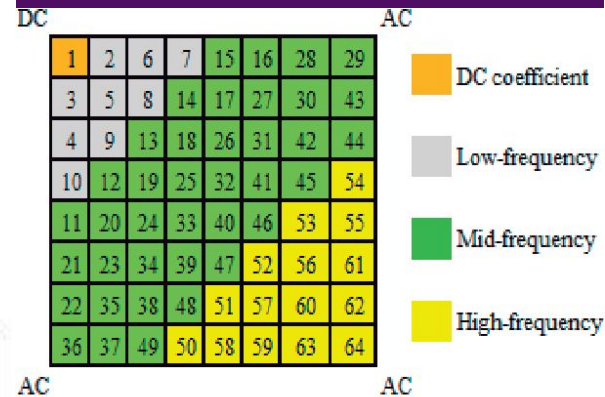 DC AC
1 2 6 7 15 16 28 29
3 5 8 14 17 27 30 43
4 9 13 18 26 31 42 44
10 12 19 25 32 41 45 54
11 20 24 33 40 46 53 55
21 23 34 39 47 52 56 61
22 35 38 48 51 57 60 62
36 37 49 50 58 59 63 64
AC AC
DC coefficient
Low-frequency
Mid-frequency
High-frequency